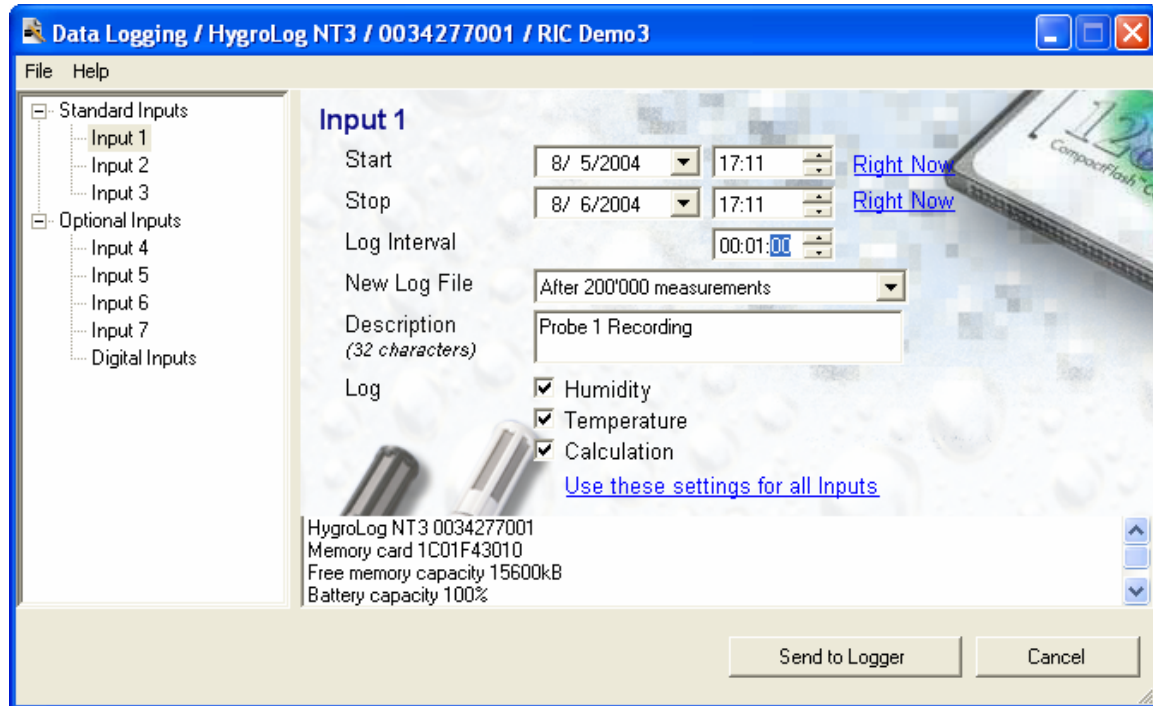 Data Logging / HygroLog NT3 / 0034277001 / RIC Demo3
File Help
Standard Inputs
Input 1
Input 2
Input 3
Optional Inputs
Input 4
Input 5
Input 6
Input 7
Digital Inputs
Input 1
Start 8/ 5/2004 17:11 Right Now
Stop 8/ 6/2004 17:11 Right Now
Log Interval 00:01:00
New Log File After 200'000 measurements
Description Probe 1 Recording
(32 characters)
Log Humidity
Temperature
Calculation
Use these settings for all Inputs
CompactFlash
HygroLog NT3 0034277001
Memory card 1C01F43010
Free memory capacity 15600kB
Battery capacity 100%
Send to Logger Cancel